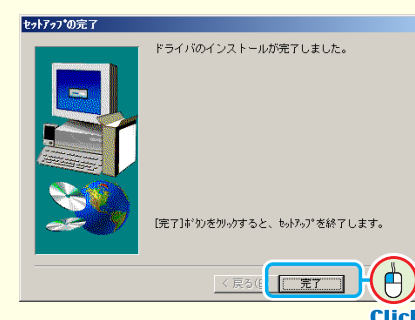 ｾｯﾄｱｯﾌﾟの完了
ドライバのインストールが完了しました。
[完了]ﾎﾞﾀﾝをｸﾘｯｸすると、ｾｯﾄｱｯﾌﾟを終了します。
< 戻る(
完了
Click